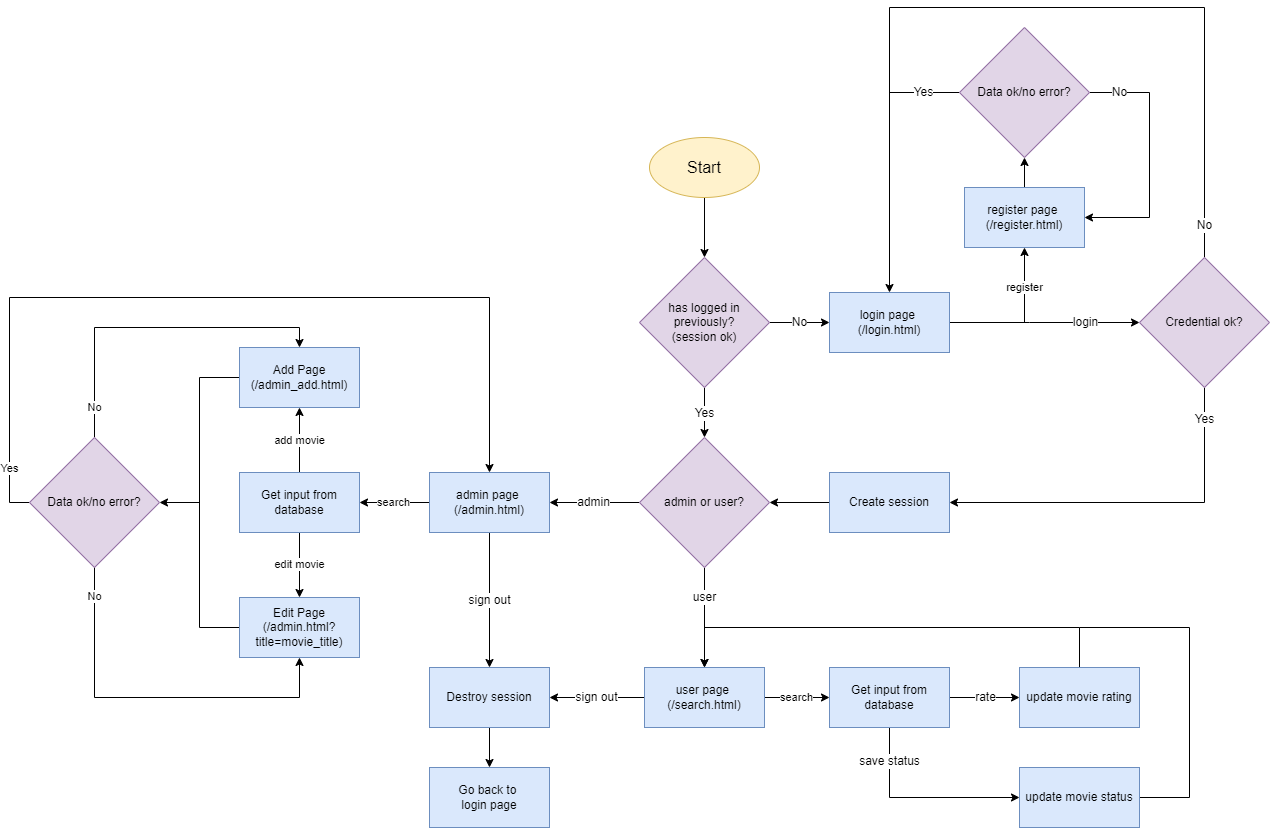 Data ok/no error?
Yes
No
Start
register page
(/register.html)
No
register
has logged in
previously?
(session ok)
No
login page
(/login.html)
login
Credential ok?
Add Page
(/admin_add.html)
No
Yes
Yes
add movie
Yes
Data ok/no error?
Get input from
database
search
admin page
(/admin.html)
admin
admin or user?
Create session
edit movie
No
sign out
user
Edit Page
(/admin.html?
title=movie_title)
Destroy session
sign out
user page
(/search.html)
search
Get input from
database
rate
update movie rating
save status
Go back to
login page
update movie status